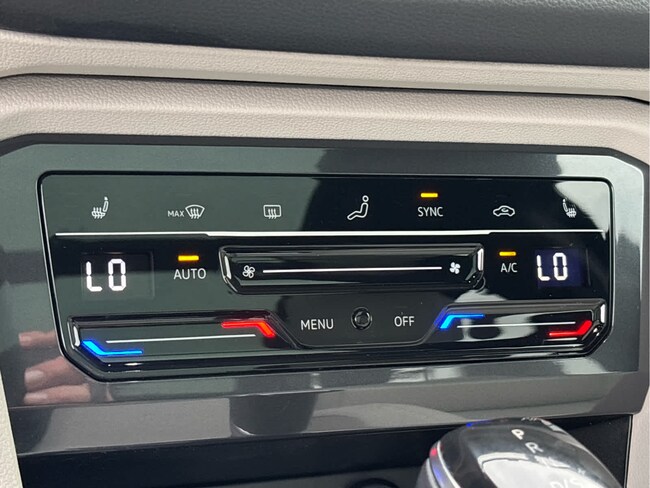 MAX SYNC
LO AUTO A/C LO
MENU OFF
P
R
D/S